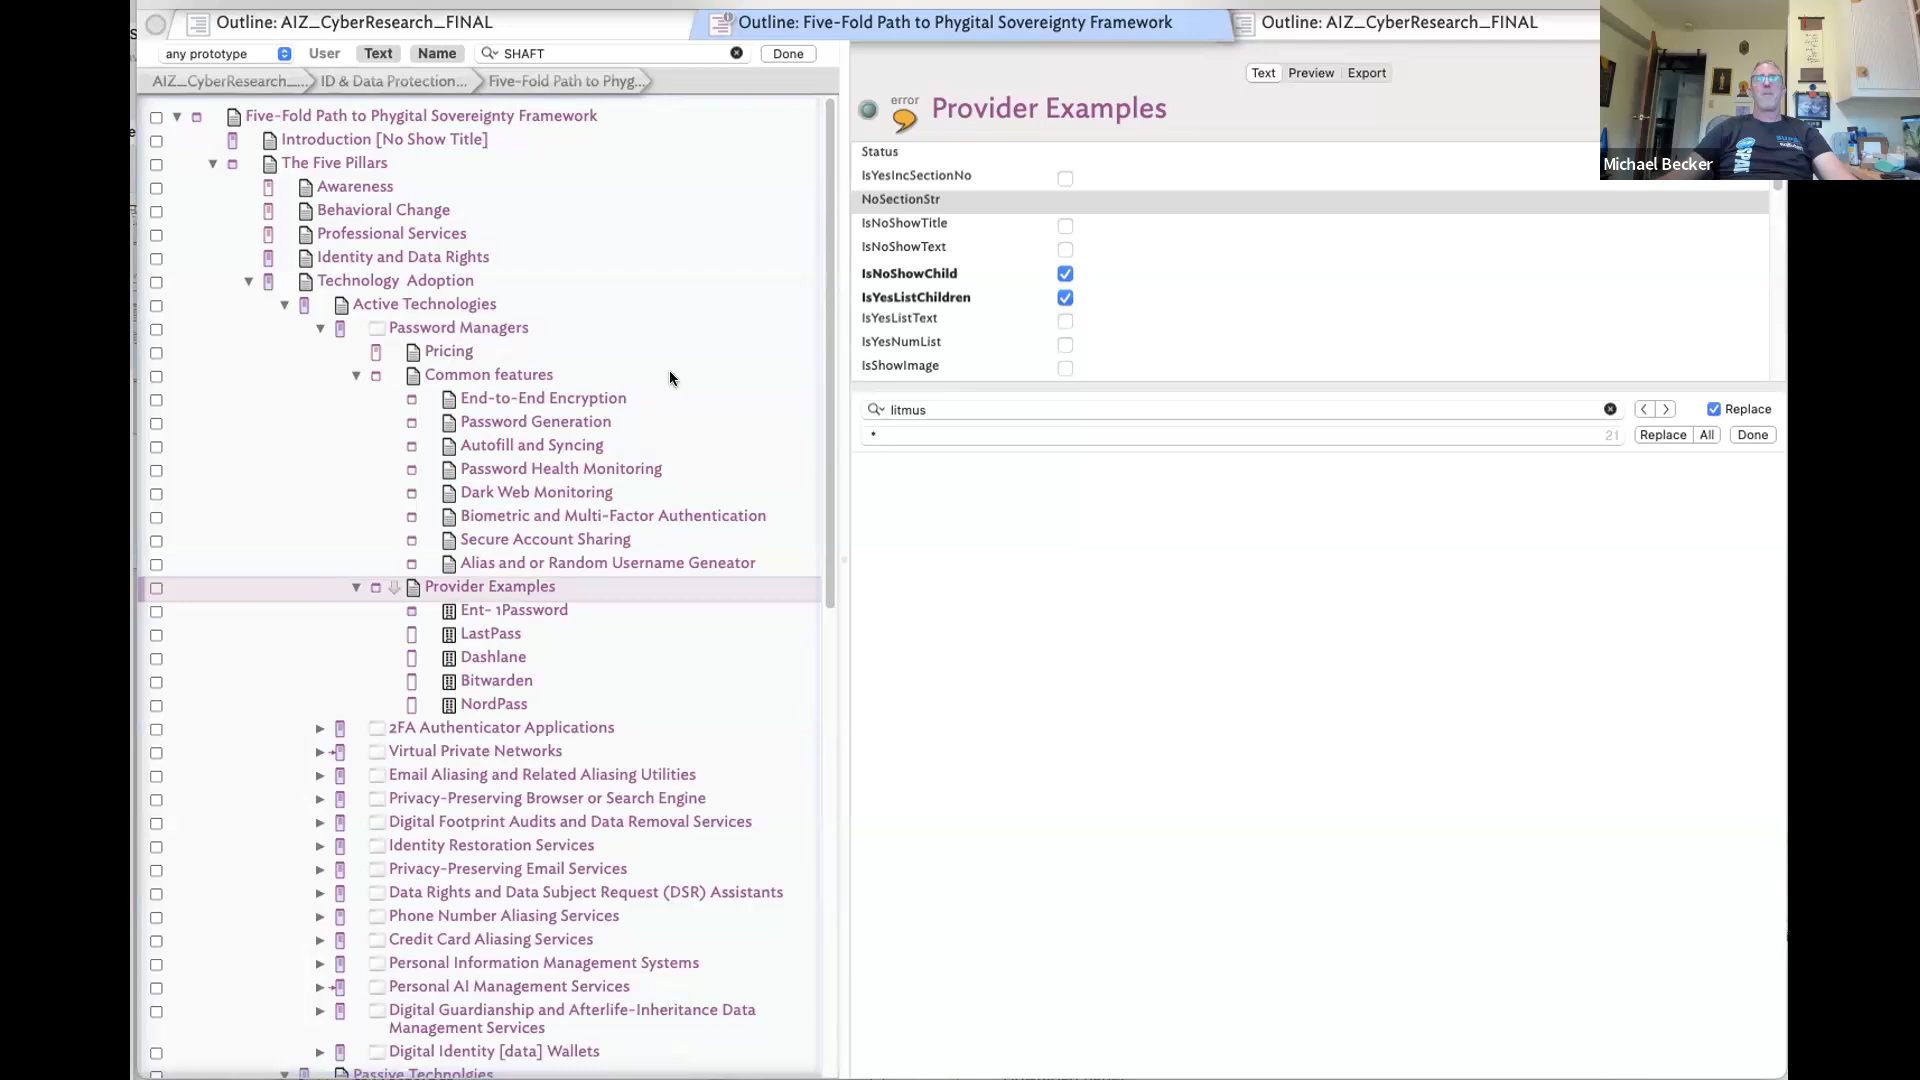 Outline: AIZ_CyberResearch_FINAL
Outline: Five-Fold Path to Phygital Sovereignty Framework
Outline: AIZ_CyberResearch_FINAL
any prototype User Text Name SHAFT Done
AIZ_CyberResearch_... ID & Data Protection... Five-Fold Path to Phyg...
Five-Fold Path to Phygital Sovereignty Framework
Introduction [No Show Title]
The Five Pillars
Awareness
Behavioral Change
Professional Services
Identity and Data Rights
Technology Adoption
Active Technologies
Password Managers
Pricing
Common features
End-to-End Encryption
Password Generation
Autofill and Syncing
Password Health Monitoring
Dark Web Monitoring
Biometric and Multi-Factor Authentication
Secure Account Sharing
Alias and or Random Username Geneator
Provider Examples
Ent- 1Password
LastPass
Dashlane
Bitwarden
NordPass
2FA Authenticator Applications
Virtual Private Networks
Email Aliasing and Related Aliasing Utilities
Privacy-Preserving Browser or Search Engine
Digital Footprint Audits and Data Removal Services
Identity Restoration Services
Privacy-Preserving Email Services
Data Rights and Data Subject Request (DSR) Assistants
Phone Number Aliasing Services
Credit Card Aliasing Services
Personal Information Management Systems
Personal AI Management Services
Digital Guardianship and Afterlife-Inheritance Data
Management Services
Digital Identity [data] Wallets
Passive Technolgies
Text Preview Export
error
Provider Examples
Status
IsYesIncSectionNo
NoSectionStr
IsNoShowTitle
IsNoShowText
IsNoShowChild
IsYesListChildren
IsYesListText
IsYesNumList
IsShowImage
litmus Replace
• 21 Replace All Done
Michael Becker